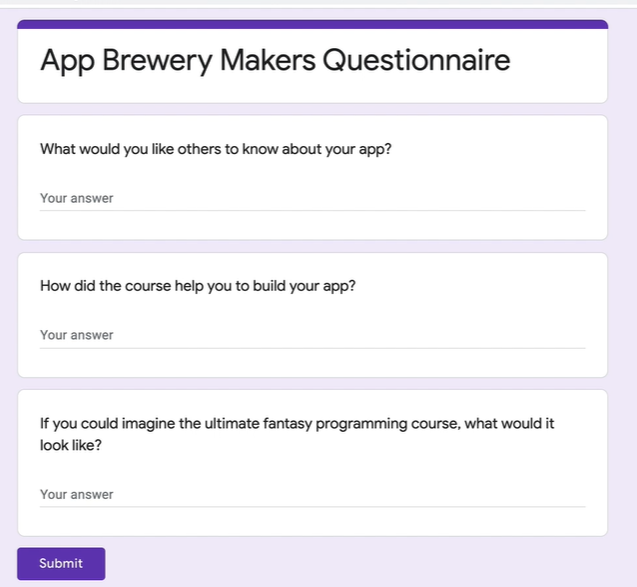 App Brewery Makers Questionnaire
What would you like others to know about your app?
Your answer
How did the course help you to build your app?
Your answer
If you could imagine the ultimate fantasy programming course, what would it
look like?
Your answer
Submit